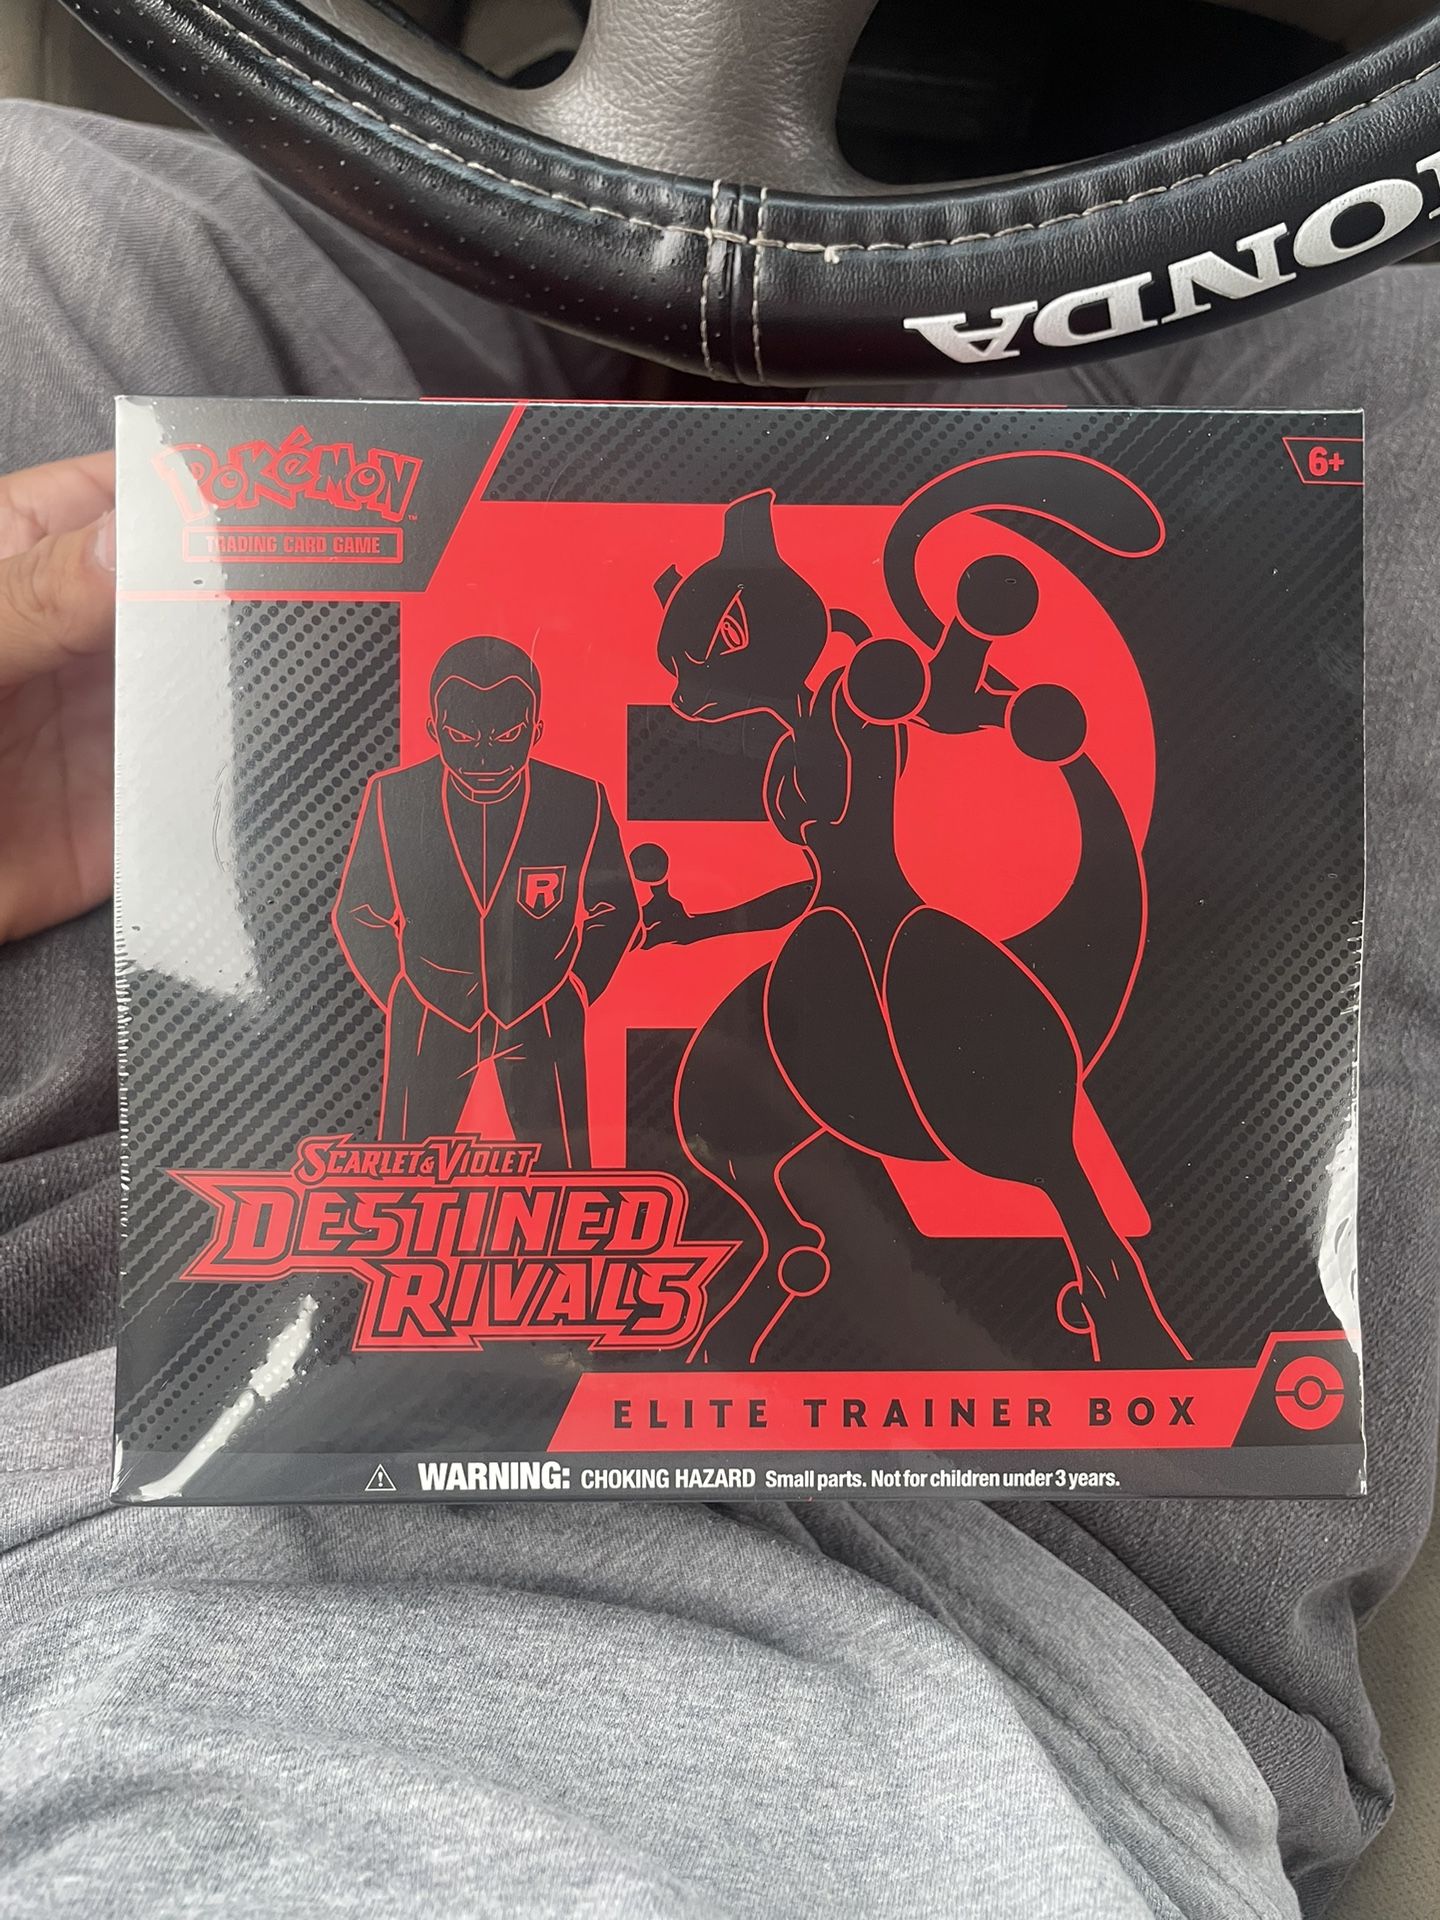 HONDA
POKéMON™
TRADING CARD GAME
6+
R
SCARLET & VIOLET
DESTINED
RIVALS
ELITE TRAINER BOX
WARNING: CHOKING HAZARD Small parts. Not for children under 3 years.